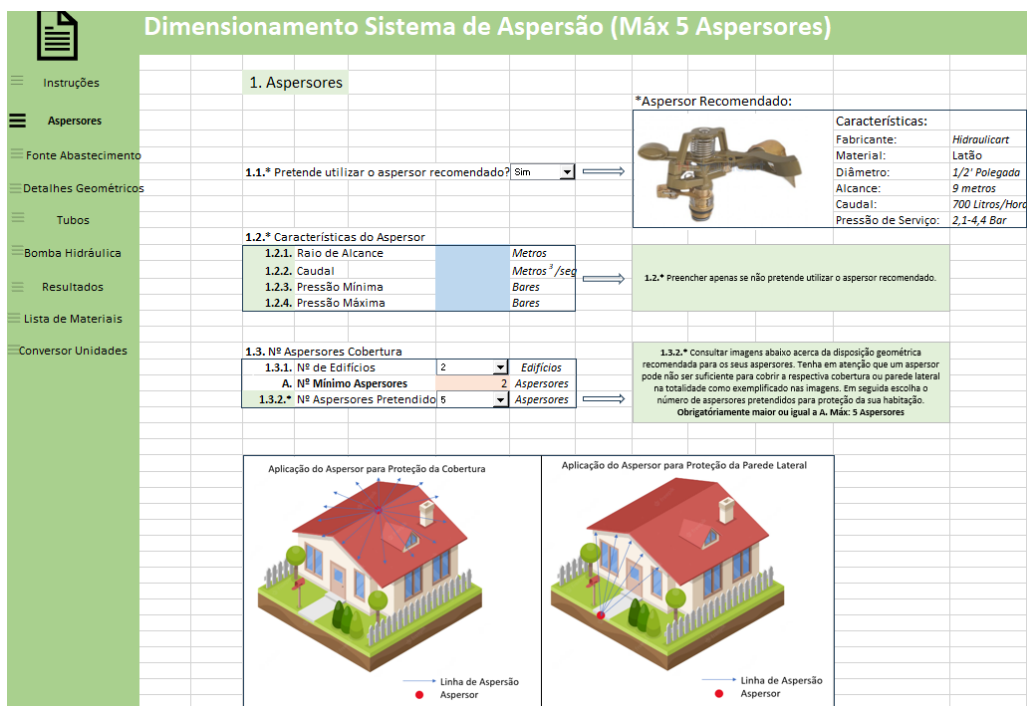 Dimensionamento Sistema de Aspersão (Máx 5 Aspersores)
Instruções
Aspersores
Fonte Abastecimento
Detalhes Geométricos
Tubos
Bomba Hidráulica
Resultados
Lista de Materiais
Conversor Unidades
1. Aspersores
*Aspersor Recomendado:
Características:
Fabricante: Hidraulicart
Material: Latão
Diâmetro: 1/2' Polegada
Alcance: 9 metros
Caudal: 700 Litros/Hora
Pressão de Serviço: 2,1-4,4 Bar
1.1.* Pretende utilizar o aspersor recomendado? Sim
1.2.* Características do Aspersor
1.2.1. Raio de Alcance Metros
1.2.2. Caudal Metros³/seg
1.2.3. Pressão Mínima Bares
1.2.4. Pressão Máxima Bares
1.2.* Preencher apenas se não pretende utilizar o aspersor recomendado.
1.3. Nº Aspersores Cobertura
1.3.1. Nº de Edifícios 2 Edifícios
A. Nº Mínimo Aspersores 2 Aspersores
1.3.2.* Nº Aspersores Pretendido 5 Aspersores
1.3.2.* Consultar imagens abaixo acerca da disposição geométrica
recomendada para os seus aspersores. Tenha em atenção que um aspersor
pode não ser suficiente para cobrir a respectiva cobertura ou parede lateral
na totalidade como exemplificado nas imagens. Em seguida escolha o
número de aspersores pretendidos para proteção da sua habitação.
Obrigatóriamente maior ou igual a A. Máx: 5 Aspersores
Aplicação do Aspersor para Proteção da Cobertura
Linha de Aspersão
Aspersor
Aplicação do Aspersor para Proteção da Parede Lateral
Linha de Aspersão
Aspersor